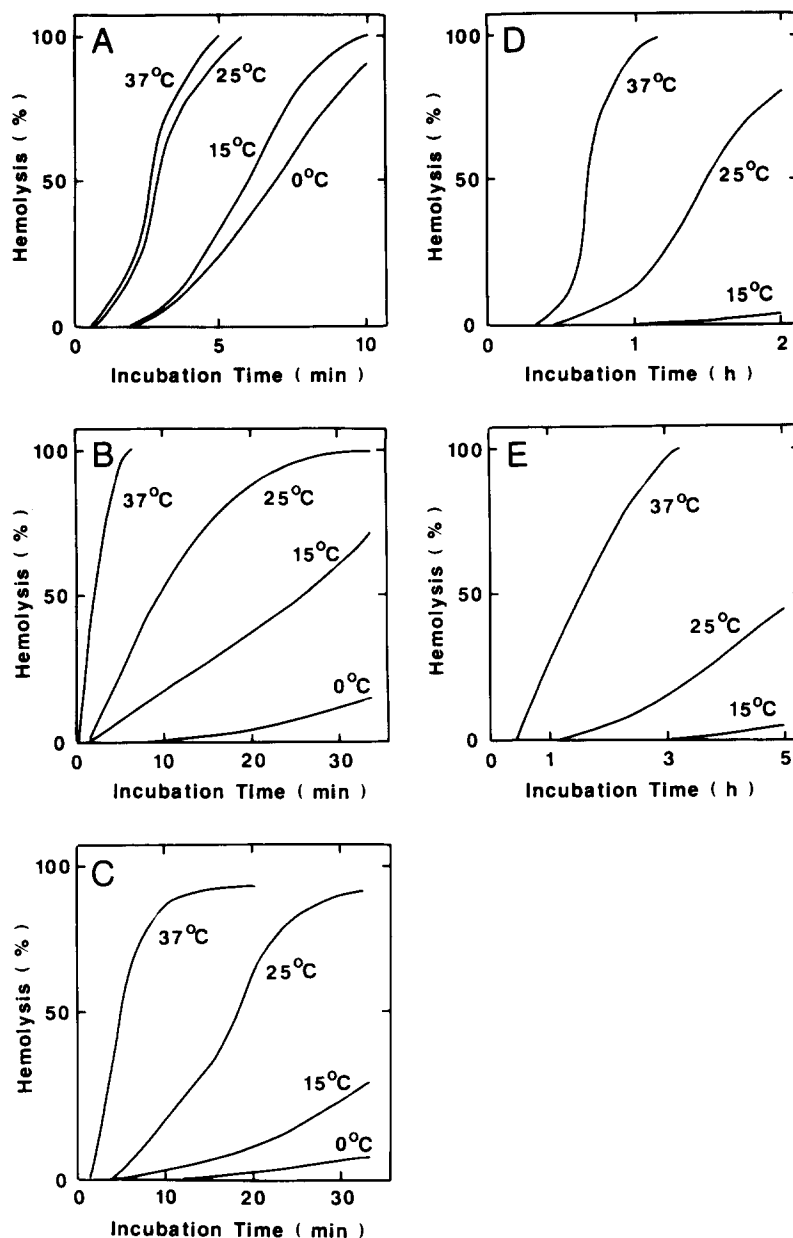 A
Hemolysis ( % )
100
50
0
37°C
25°C
15°C
0°C
0 5 10
Incubation Time ( min )
B
Hemolysis ( % )
100
50
0
37°C
25°C
15°C
0°C
0 10 20 30
Incubation Time ( min )
C
Hemolysis ( % )
100
50
0
37°C
25°C
15°C
0°C
0 10 20 30
Incubation Time ( min )
D
Hemolysis ( % )
100
50
0
37°C
25°C
15°C
0 1 2
Incubation Time ( h )
E
Hemolysis ( % )
100
50
0
37°C
25°C
15°C
0 1 3 5
Incubation Time ( h )